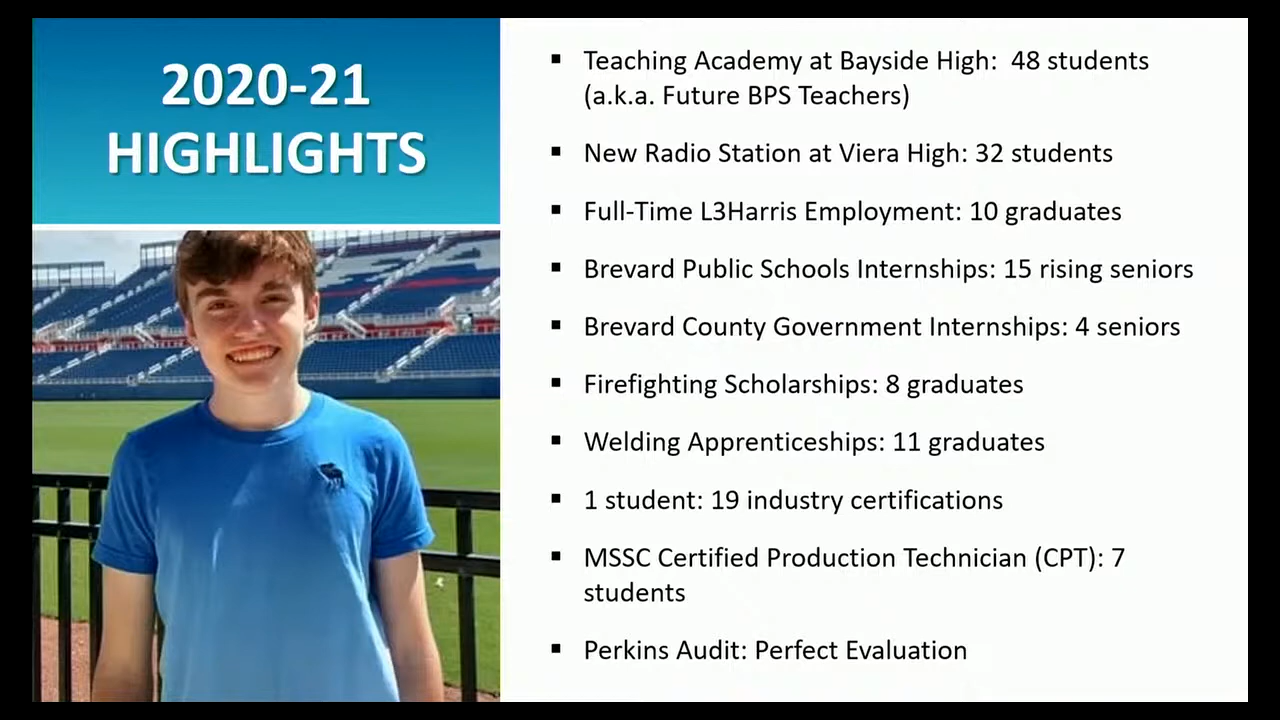 2020-21
HIGHLIGHTS
▪ Teaching Academy at Bayside High:  48 students
(a.k.a. Future BPS Teachers)
▪ New Radio Station at Viera High: 32 students
▪ Full-Time L3Harris Employment: 10 graduates
▪ Brevard Public Schools Internships: 15 rising seniors
▪ Brevard County Government Internships: 4 seniors
▪ Firefighting Scholarships: 8 graduates
▪ Welding Apprenticeships: 11 graduates
▪ 1 student: 19 industry certifications
▪ MSSC Certified Production Technician (CPT): 7
students
▪ Perkins Audit: Perfect Evaluation